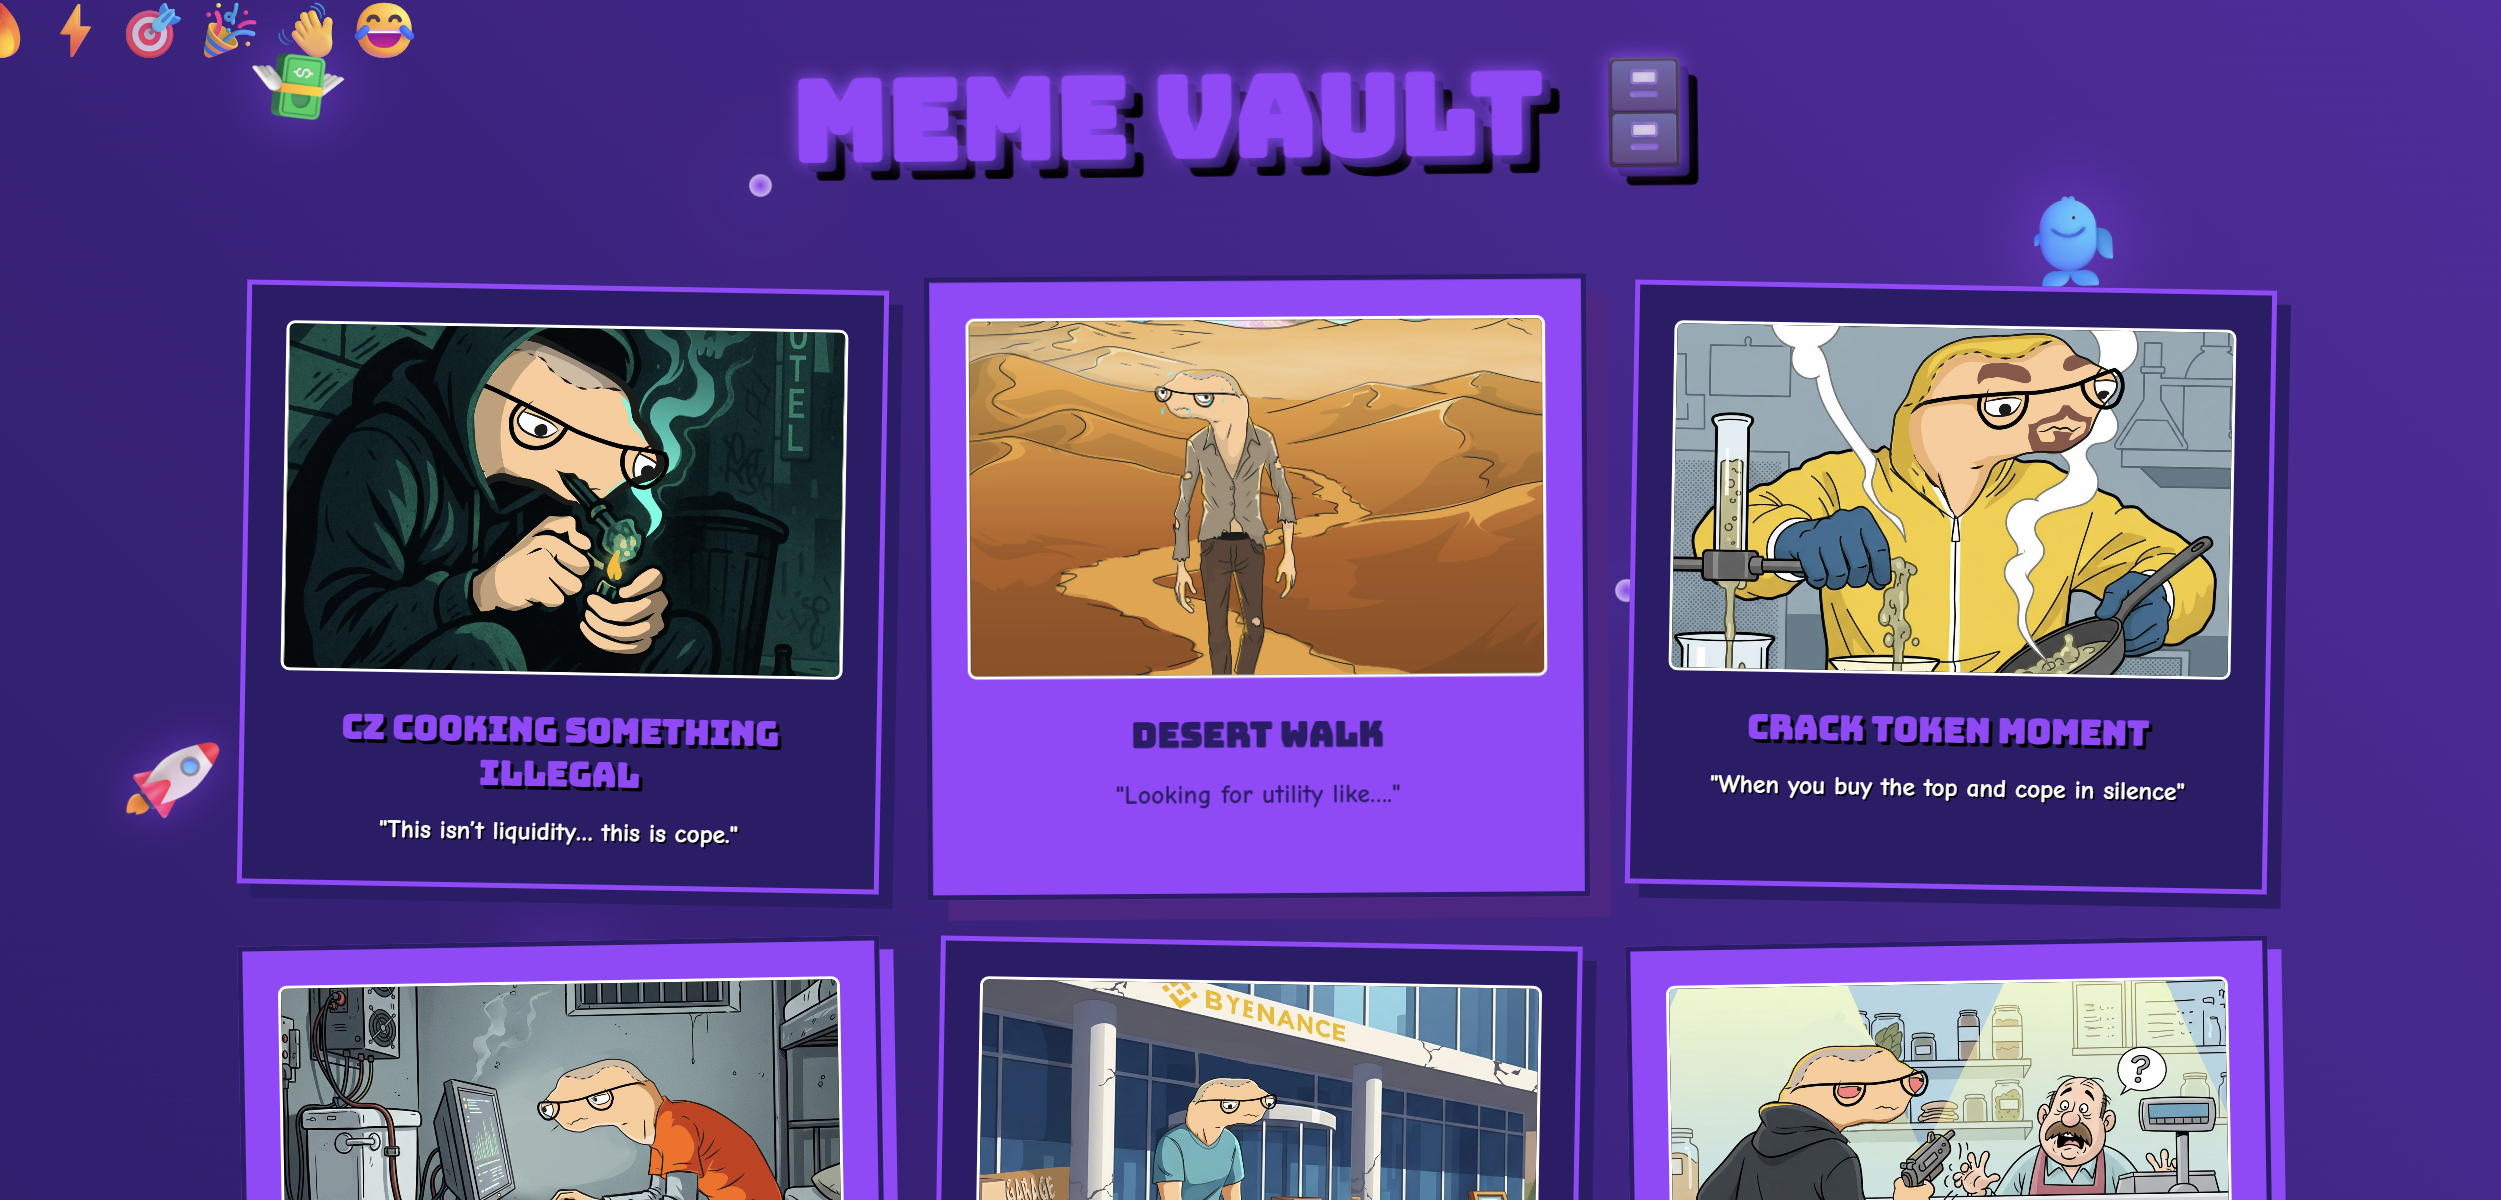 MEME VAULT
OTEL
CZ COOKING SOMETHING
ILLEGAL
"This isn't liquidity... this is cope."
DESERT WALK
"Looking for utility like...."
CRACK TOKEN MOMENT
"When you buy the top and cope in silence"
BYENANCE
GARAGE
?